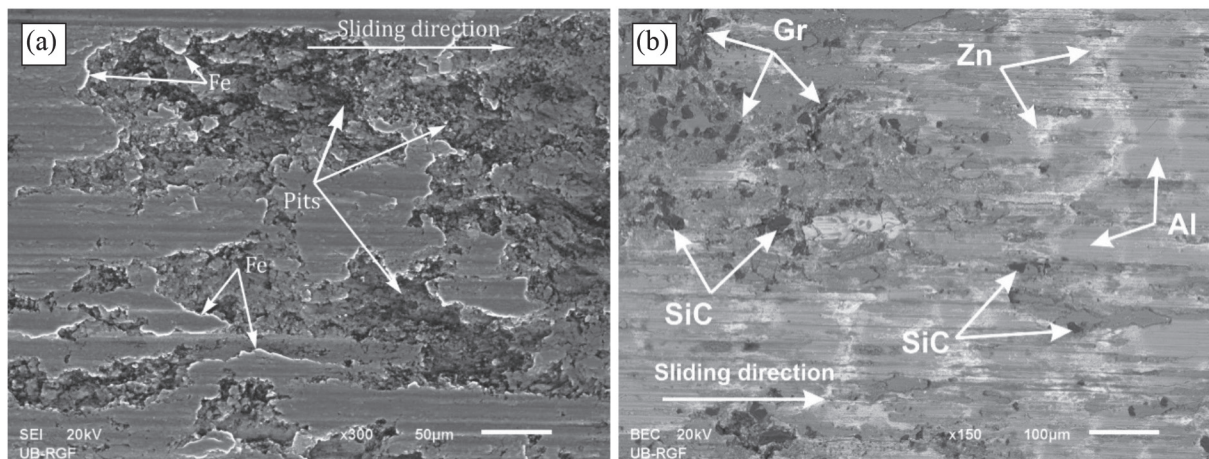 (a)
Sliding direction
Fe
Pits
Fe
SEI 20kV x300 50μm
UB-RGF
(b)
Gr
Zn
Al
SiC
SiC
Sliding direction
BEC 20kV x150 100μm
UB-RGF